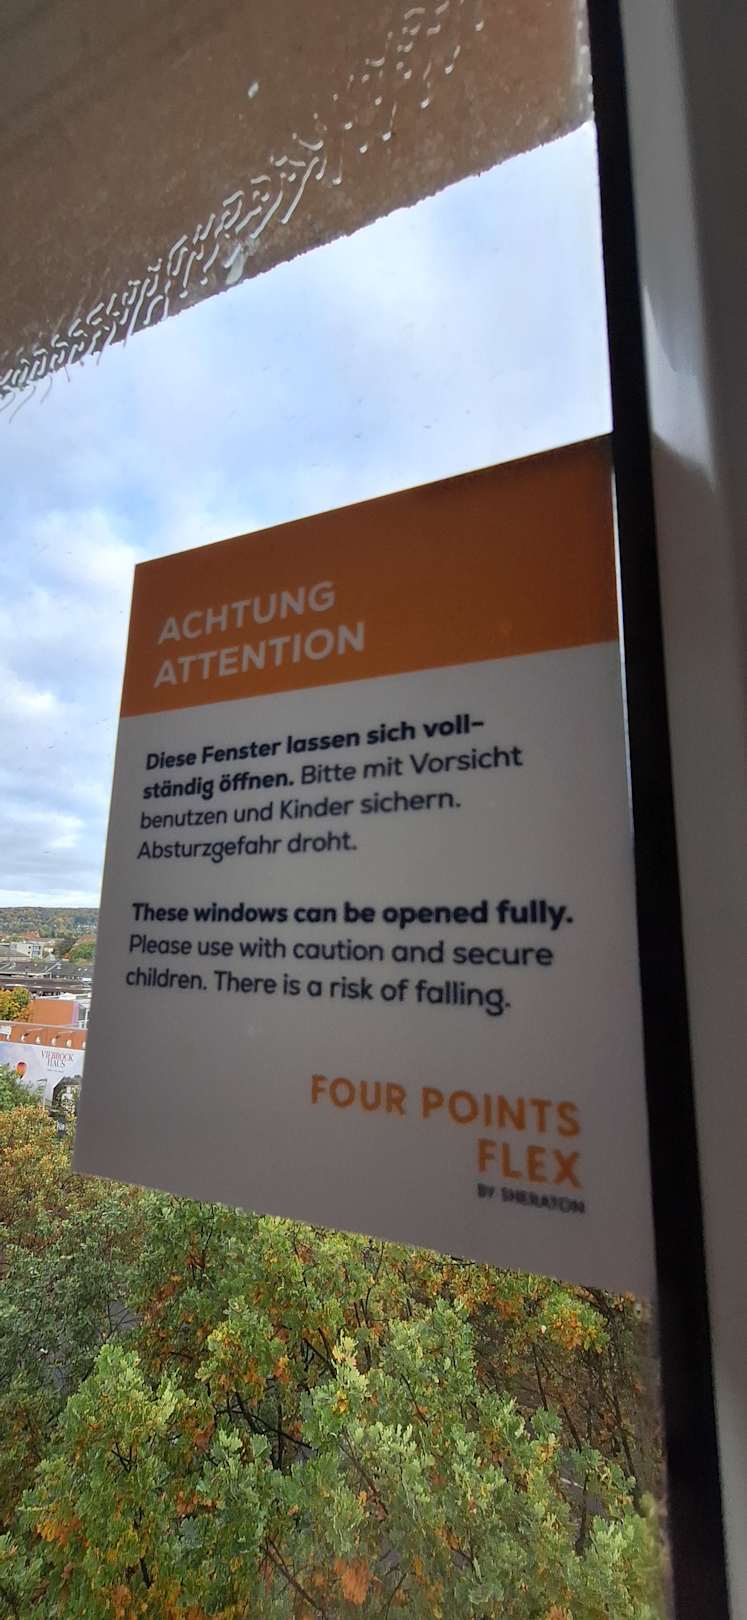 ACHTUNG
ATTENTION
Diese Fenster lassen sich voll-
ständig öffnen. Bitte mit Vorsicht
benutzen und Kinder sichern.
Absturzgefahr droht.
These windows can be opened fully.
Please use with caution and secure
children. There is a risk of falling.
FOUR POINTS
FLEX
BY SHERATON
VIEBROCK
HAUS